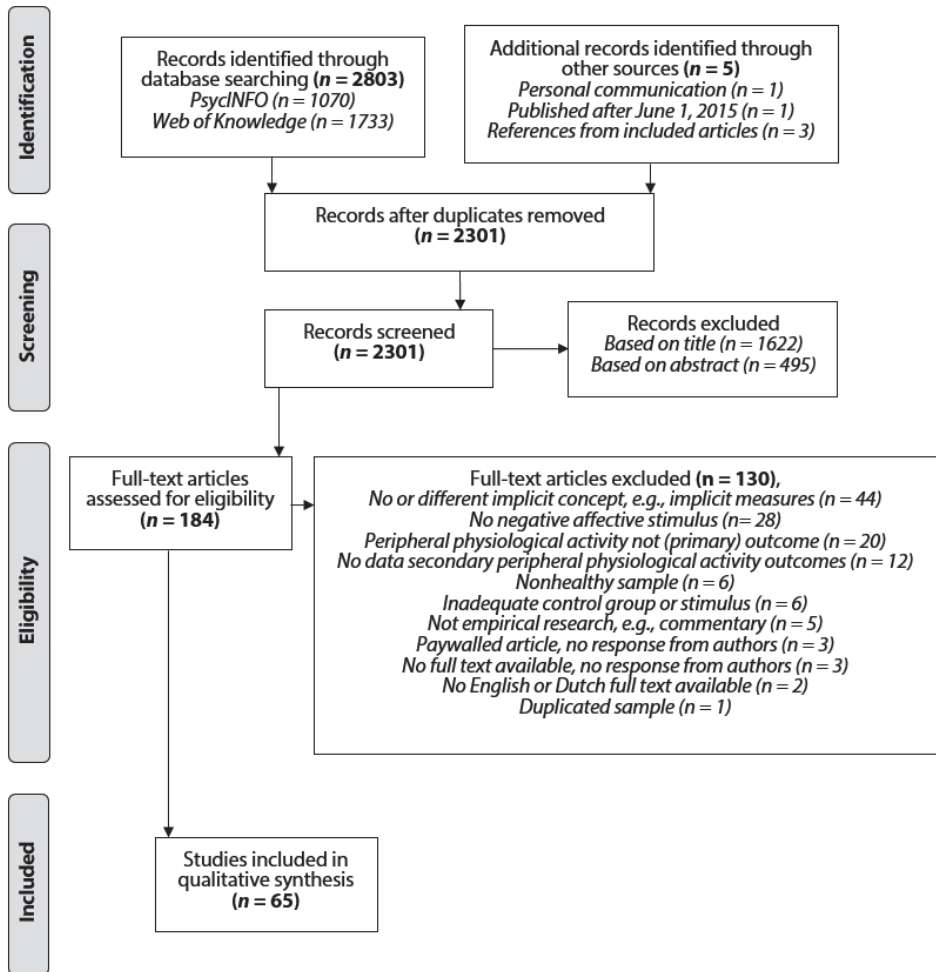 Identification
Records identified through
database searching (n = 2803)
PsycINFO (n = 1070)
Web of Knowledge (n = 1733)
Additional records identified through
other sources (n = 5)
Personal communication (n = 1)
Published after June 1, 2015 (n = 1)
References from included articles (n = 3)
Records after duplicates removed
(n = 2301)
Screening
Records screened
(n = 2301)
Records excluded
Based on title (n = 1622)
Based on abstract (n = 495)
Eligibility
Full-text articles
assessed for eligibility
(n = 184)
Full-text articles excluded (n = 130),
No or different implicit concept, e.g., implicit measures (n = 44)
No negative affective stimulus (n= 28)
Peripheral physiological activity not (primary) outcome (n = 20)
No data secondary peripheral physiological activity outcomes (n = 12)
Nonhealthy sample (n = 6)
Inadequate control group or stimulus (n = 6)
Not empirical research, e.g., commentary (n = 5)
Paywalled article, no response from authors (n = 3)
No full text available, no response from authors (n = 3)
No English or Dutch full text available (n = 2)
Duplicated sample (n = 1)
Included
Studies included in
qualitative synthesis
(n = 65)